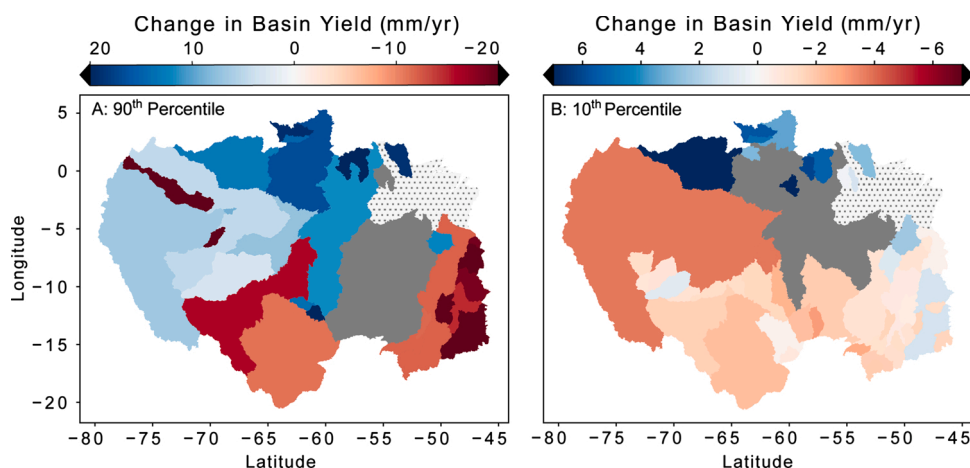 Change in Basin Yield (mm/yr)
20 10 0 −10 −20
A: 90th Percentile
5
0
−5
−10
−15
−20
Longitude
−80 −75 −70 −65 −60 −55 −50 −45
Latitude
Change in Basin Yield (mm/yr)
6 4 2 0 −2 −4 −6
B: 10th Percentile
−80 −75 −70 −65 −60 −55 −50 −45
Latitude